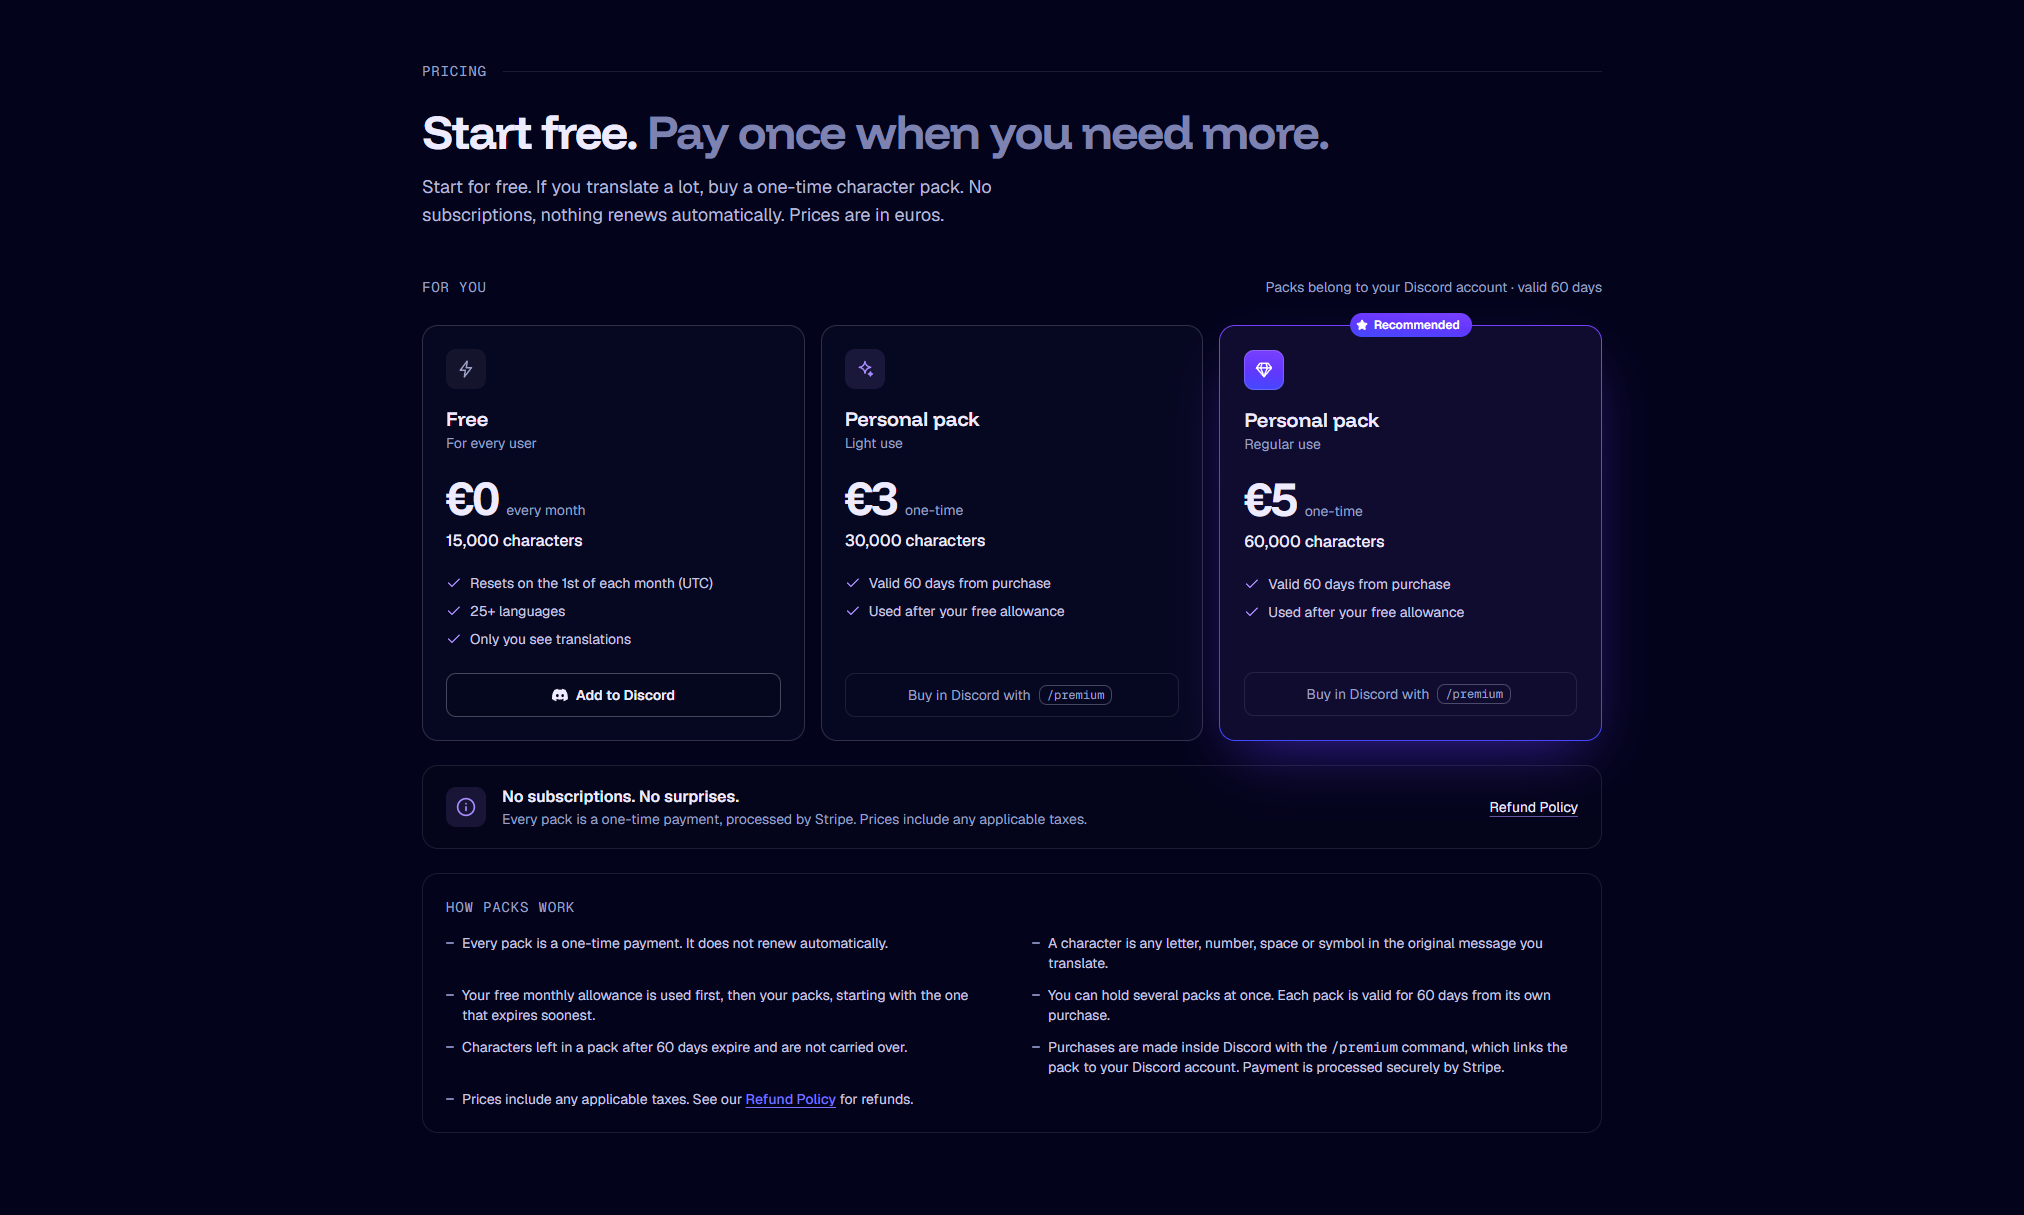 PRICING
Start free. Pay once when you need more.
Start for free. If you translate a lot, buy a one-time character pack. No
subscriptions, nothing renews automatically. Prices are in euros.
FOR YOU
Packs belong to your Discord account · valid 60 days
Free
For every user
€0 every month
15,000 characters
Resets on the 1st of each month (UTC)
25+ languages
Only you see translations
Add to Discord
Personal pack
Light use
€3 one-time
30,000 characters
Valid 60 days from purchase
Used after your free allowance
Buy in Discord with /premium
Recommended
Personal pack
Regular use
€5 one-time
60,000 characters
Valid 60 days from purchase
Used after your free allowance
Buy in Discord with /premium
No subscriptions. No surprises.
Every pack is a one-time payment, processed by Stripe. Prices include any applicable taxes.
Refund Policy
HOW PACKS WORK
– Every pack is a one-time payment. It does not renew automatically.
– A character is any letter, number, space or symbol in the original message you
translate.
– Your free monthly allowance is used first, then your packs, starting with the one
that expires soonest.
– You can hold several packs at once. Each pack is valid for 60 days from its own
purchase.
– Characters left in a pack after 60 days expire and are not carried over.
– Purchases are made inside Discord with the /premium command, which links the
pack to your Discord account. Payment is processed securely by Stripe.
– Prices include any applicable taxes. See our Refund Policy for refunds.